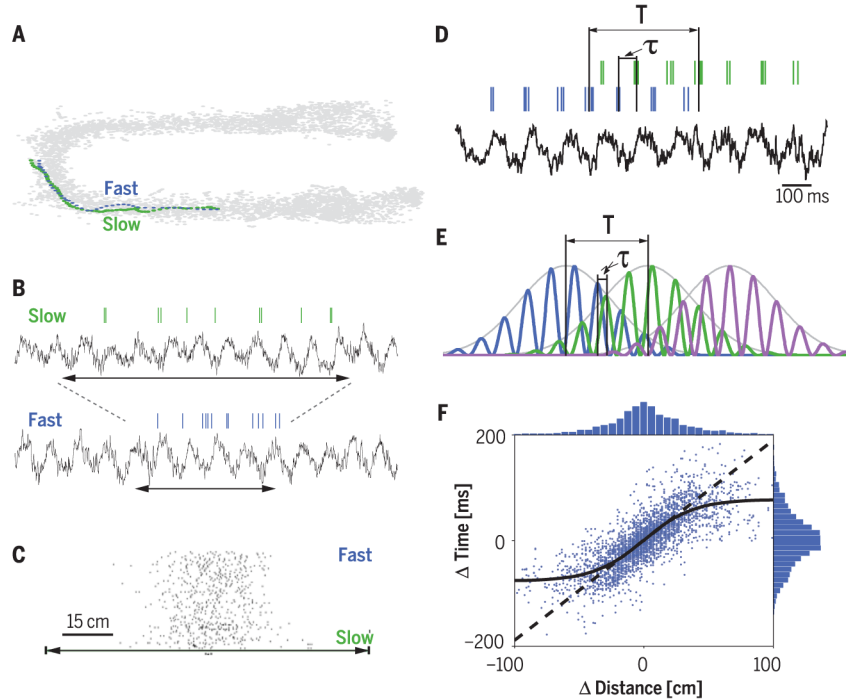 A
Fast
Slow
B
Slow
Fast
C
Fast
15 cm
Slow
D
T
τ
100 ms
E
T
τ
F
200
0
−200
Δ Time [ms]
−100
0
100
Δ Distance [cm]